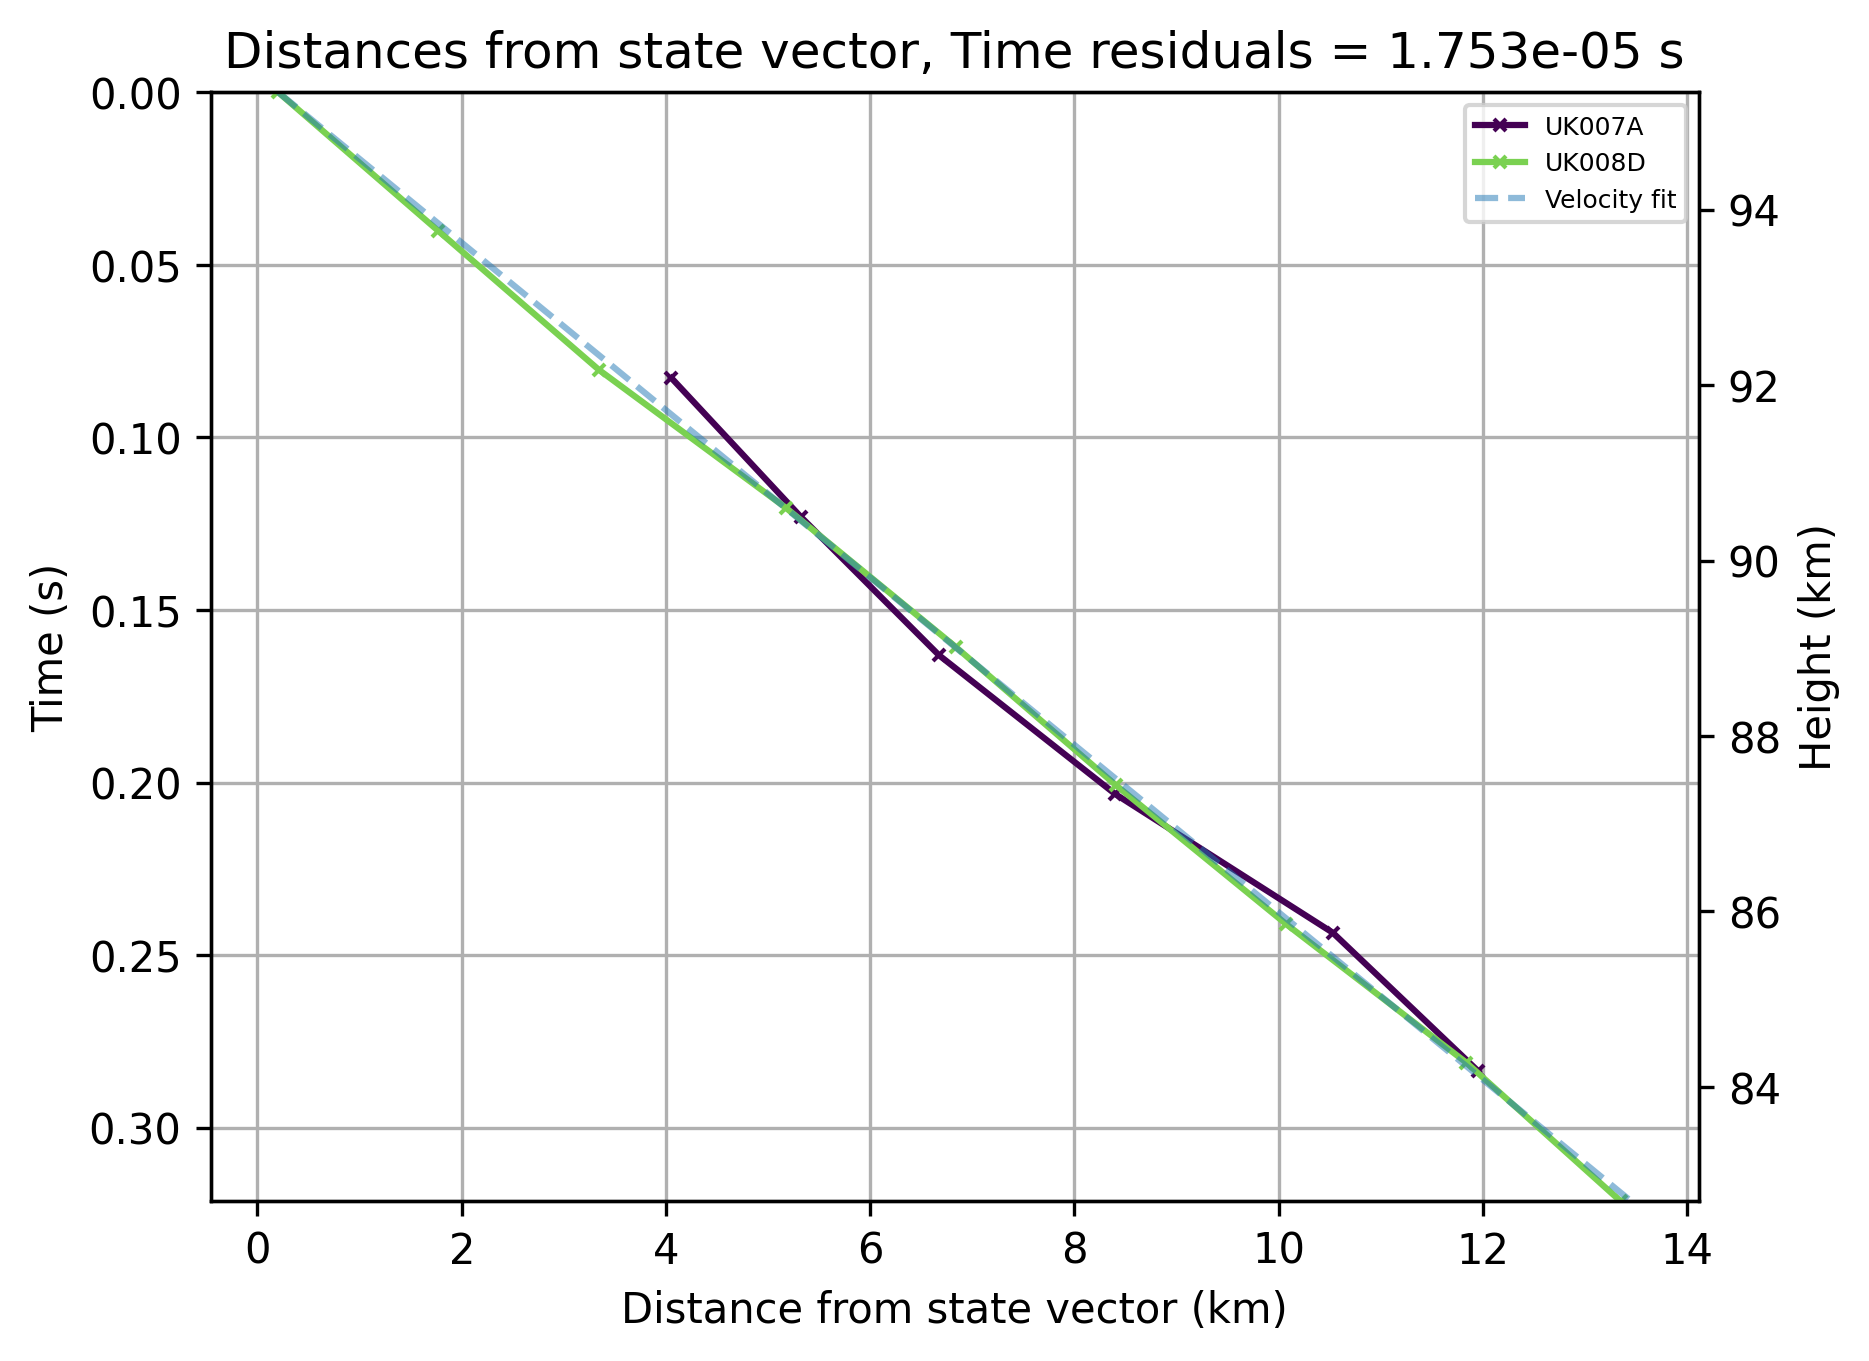 Distances from state vector, Time residuals = 1.753e-05 s
0.00
0.05
0.10
0.15
0.20
0.25
0.30
Time (s)
UK007A
UK008D
Velocity fit
94
92
90
88
86
84
Height (km)
0 2 4 6 8 10 12 14
Distance from state vector (km)